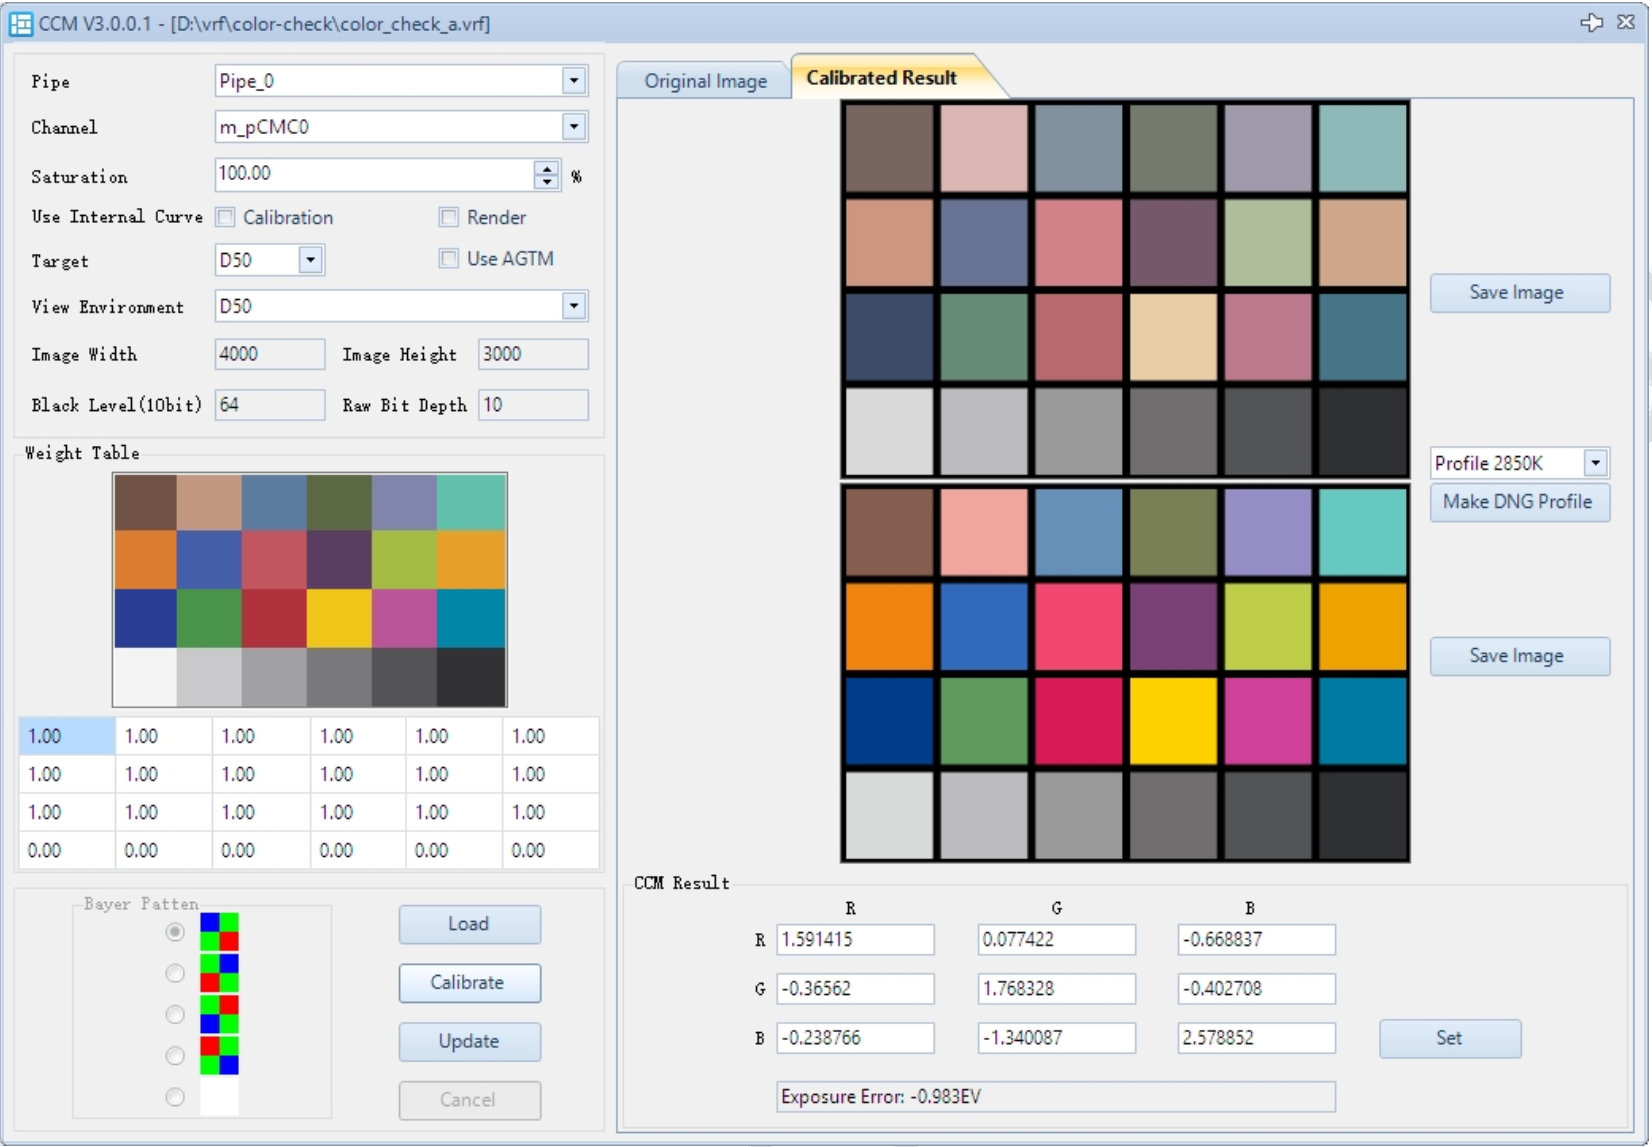 CCM V3.0.0.1 - [D:\vrf\color-check\color_check_a.vrf]
Pipe Pipe_0
Channel m_pCMC0
Saturation 100.00 %
Use Internal Curve Calibration Render
Target D50 Use AGTM
View Environment D50
Image Width 4000 Image Height 3000
Black Level(10bit) 64 Raw Bit Depth 10
Weight Table
1.00 1.00 1.00 1.00 1.00 1.00
1.00 1.00 1.00 1.00 1.00 1.00
1.00 1.00 1.00 1.00 1.00 1.00
0.00 0.00 0.00 0.00 0.00 0.00
Bayer Patten
Load
Calibrate
Update
Cancel
Original Image Calibrated Result
Save Image
Profile 2850K
Make DNG Profile
Save Image
CCM Result
R G B
R 1.591415 0.077422 -0.668837
G -0.36562 1.768328 -0.402708
B -0.238766 -1.340087 2.578852
Set
Exposure Error: -0.983EV